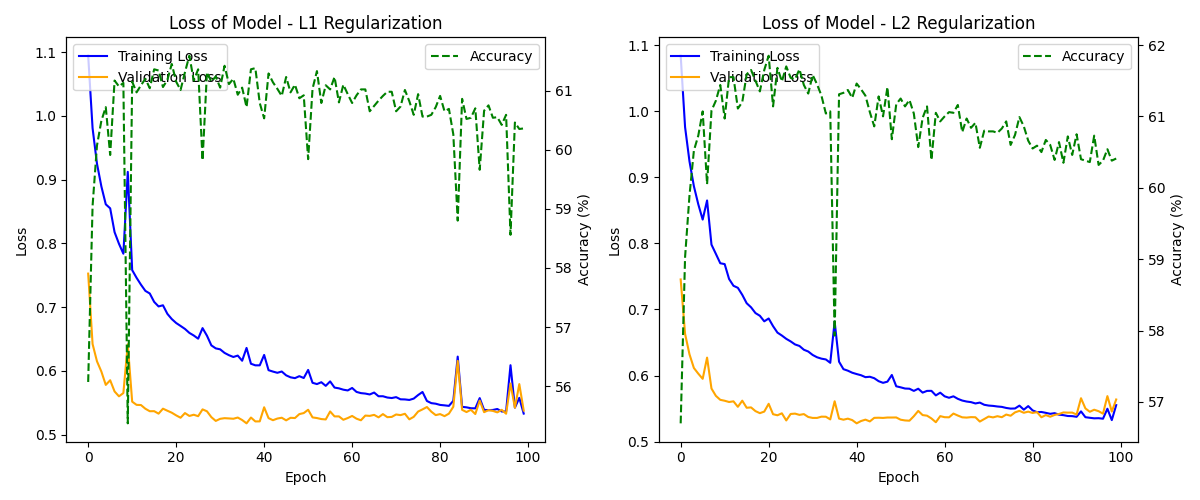 Loss of Model - L1 Regularization
Training Loss
Validation Loss
Accuracy
1.1
1.0
0.9
0.8
0.7
0.6
0.5
Loss
61
60
59
58
57
56
Accuracy (%)
0 20 40 60 80 100
Epoch
Loss of Model - L2 Regularization
Training Loss
Validation Loss
Accuracy
1.1
1.0
0.9
0.8
0.7
0.6
0.5
Loss
62
61
60
59
58
57
Accuracy (%)
0 20 40 60 80 100
Epoch